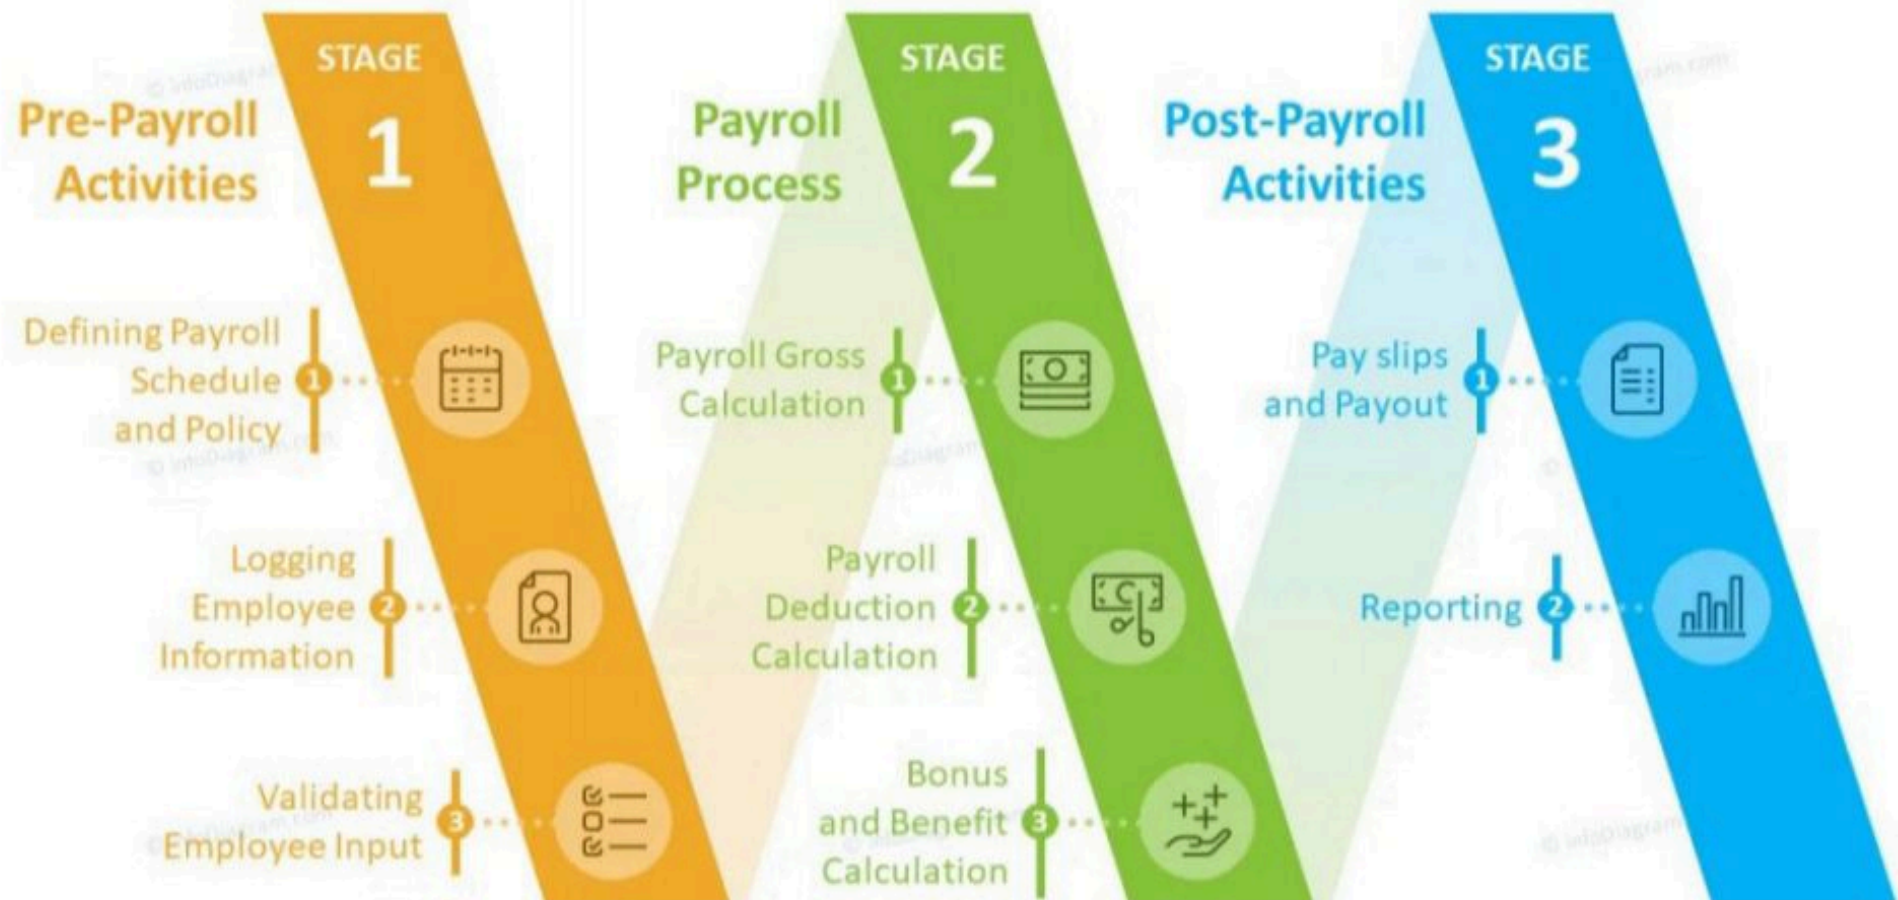 STAGE
1
Pre-Payroll
Activities
Defining Payroll
Schedule
and Policy
1
Logging
Employee
Information
2
Validating
Employee Input
3
STAGE
2
Payroll
Process
Payroll Gross
Calculation
1
Payroll
Deduction
Calculation
2
Bonus
and Benefit
Calculation
3
STAGE
3
Post-Payroll
Activities
Pay slips
and Payout
1
Reporting
2
© infoDiagram.com